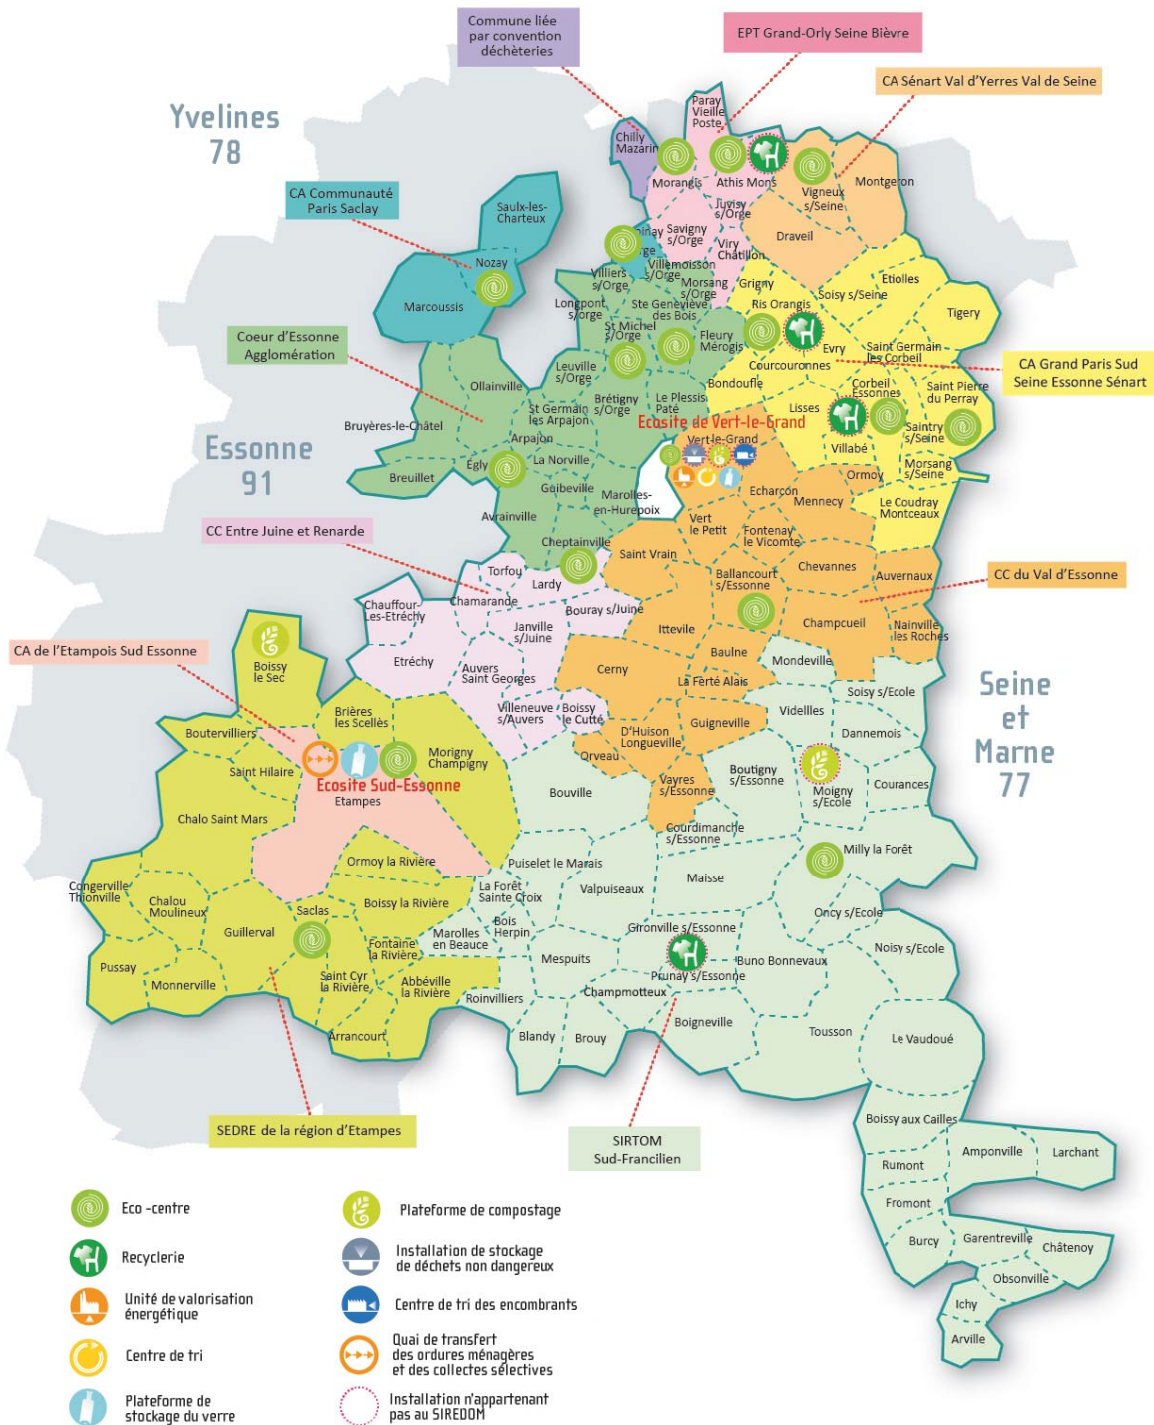 Commune liée
par convention
déchèteries
EPT Grand-Orly Seine Bièvre
CA Sénart Val d'Yerres Val de Seine
Yvelines
78
CA Communauté
Paris Saclay
Coeur d'Essonne
Agglomération
Essonne
91
CC Entre Juine et Renarde
CA de l'Etampois Sud Essonne
CA Grand Paris Sud
Seine Essonne Sénart
CC du Val d'Essonne
Seine
et
Marne
77
SEDRE de la région d'Etampes
SIRTOM
Sud-Francilien
Paray
Vieille
Poste
Chilly
Mazarin
Morangis
Athis Mons
Vigneux
s/Seine
Montgeron
Saulx-les-
Charteux
Juvisy
s/Orge
Savigny
s/Orge
Draveil
Viry
Chatillon
Nozay
Villiers
s/Orge
Villemoisson
s/Orge
Morsang
s/Orge
Grigny
Etiolles
Soisy s/Seine
Marcoussis
Longpont
s/orge
Ste Geneviève
des Bois
Ris Orangis
Tigery
St Michel
s/Orge
Fleury
Mérogis
Evry
Saint Germain
les Corbeil
Leuville
s/Orge
Courcouronnes
Bondoufle
Ollainville
Brétigny
s/Orge
Le Plessis
Paté
Lisses
Corbeil
Essonnes
Saint Pierre
du Perray
St Germain
les Arpajon
Bruyères-le-Châtel
Arpajon
Ecosite de Vert-le-Grand
Vert-le-Grand
Villabé
Saintry
s/Seine
Breuillet
Égly
La Norville
Ormoy
Morsang
s/Seine
Guibeville
Marolles-
en-Hurepoix
Echarcon
Mennecy
Le Coudray
Montceaux
Avrainville
Vert
le Petit
Fontenay
le Vicomte
Cheptainville
Saint Vrain
Chevannes
Auvernaux
Ballancourt
s/Essonne
Torfou
Lardy
Chauffour-
Les-Etréchy
Chamarande
Bouray s/Juine
Janville
s/Juine
Itteville
Champcueil
Nainville
les Roches
Etréchy
Auvers
Saint Georges
Cerny
Baulne
Mondeville
La Ferté Alais
Soisy s/Ecole
Boissy
le Sec
Villeneuve
s/Auvers
Boissy
le Cutté
Guigneville
Videllles
Dannemois
Brières
les Scellès
Boutervilliers
D'Huison
Longueville
Orveau
Morigny
Champigny
Saint Hilaire
Ecosite Sud-Essonne
Etampes
Bouville
Vayres
s/Essonne
Boutigny
s/Essonne
Moigny
s/Ecole
Courances
Chalo Saint Mars
Courdimanche
s/Essonne
Milly la Forêt
Ormoy la Rivière
Puiselet le Marais
Maisse
Congerville
Thionville
Chalou
Moulineux
Boissy la Rivière
La Forêt
Sainte Croix
Valpuiseaux
Saclas
Guillerval
Bois
Herpin
Oncy s/Ecole
Marolles
en Beauce
Gironville s/Essonne
Fontaine
la Rivière
Noisy s/Ecole
Pussay
Monnerville
Saint Cyr
la Rivière
Abbéville
la Rivière
Mespuits
Prunay s/Essonne
Buno Bonnevaux
Roinvilliers
Champmotteux
Boigneville
Arrancourt
Blandy
Brouy
Tousson
Le Vaudoué
Boissy aux Cailles
Amponville
Larchant
Rumont
Fromont
Burcy
Garentreville
Châtenoy
Obsonville
Ichy
Arville
Eco -centre
Recyclerie
Unité de valorisation
énergétique
Centre de tri
Plateforme de
stockage du verre
Plateforme de compostage
Installation de stockage
de déchets non dangereux
Centre de tri des encombrants
Quai de transfert
des ordures ménagères
et des collectes sélectives
Installation n'appartenant
pas au SIREDOM